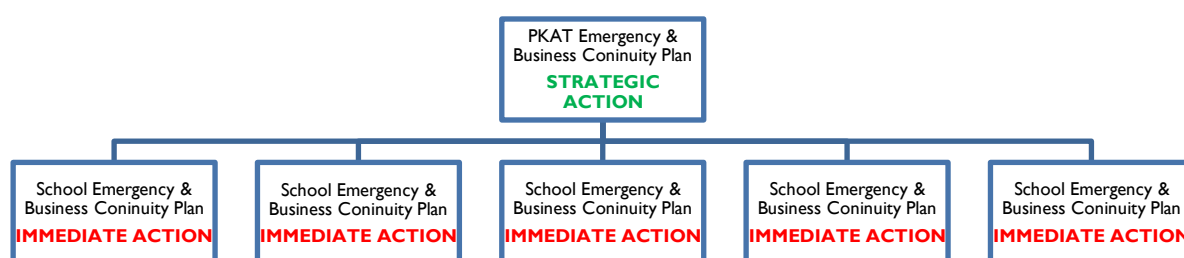 PKAT Emergency &
Business Coninuity Plan
STRATEGIC
ACTION
School Emergency &
Business Coninuity Plan
IMMEDIATE ACTION
School Emergency &
Business Coninuity Plan
IMMEDIATE ACTION
School Emergency &
Business Coninuity Plan
IMMEDIATE ACTION
School Emergency &
Business Coninuity Plan
IMMEDIATE ACTION
School Emergency &
Business Coninuity Plan
IMMEDIATE ACTION